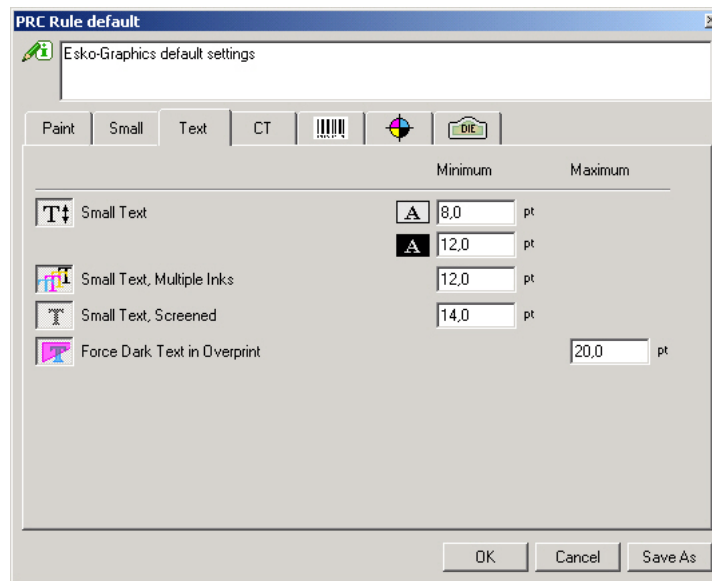 PRC Rule default
Esko-Graphics default settings
Paint Small Text CT DIE
Minimum Maximum
T Small Text A 8,0 pt
A 12,0 pt
Small Text, Multiple Inks 12,0 pt
T Small Text, Screened 14,0 pt
T Force Dark Text in Overprint 20,0 pt
OK Cancel Save As